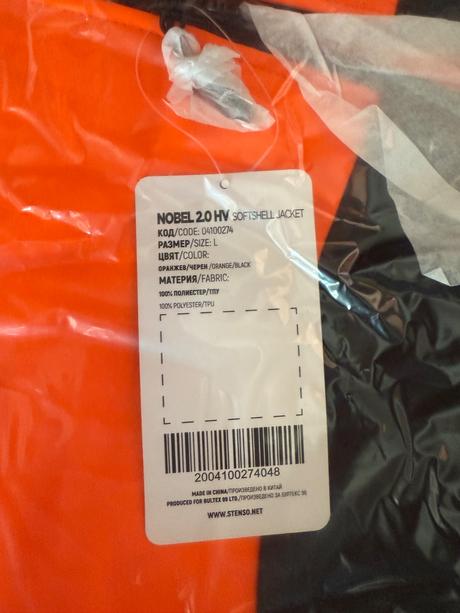 NOBEL 2.0 HV SOFTSHELL JACKET
КОД/CODE: 04100274
РАЗМЕР/SIZE: L
ЦВЯТ/COLOR:
ОРАНЖЕВ/ЧЕРЕН /ORANGE/BLACK
МАТЕРИЯ/FABRIC:
100% ПОЛИЕСТЕР/ТПУ
100% POLYESTER/TPU
2004100274048
MADE IN CHINA/ПРОИЗВЕДЕНО В КИТАЙ
PRODUCED FOR BULTEX 99 LTD./ПРОИЗВЕДЕНО ЗА БУЛТЕКС 99
WWW.STENSO.NET